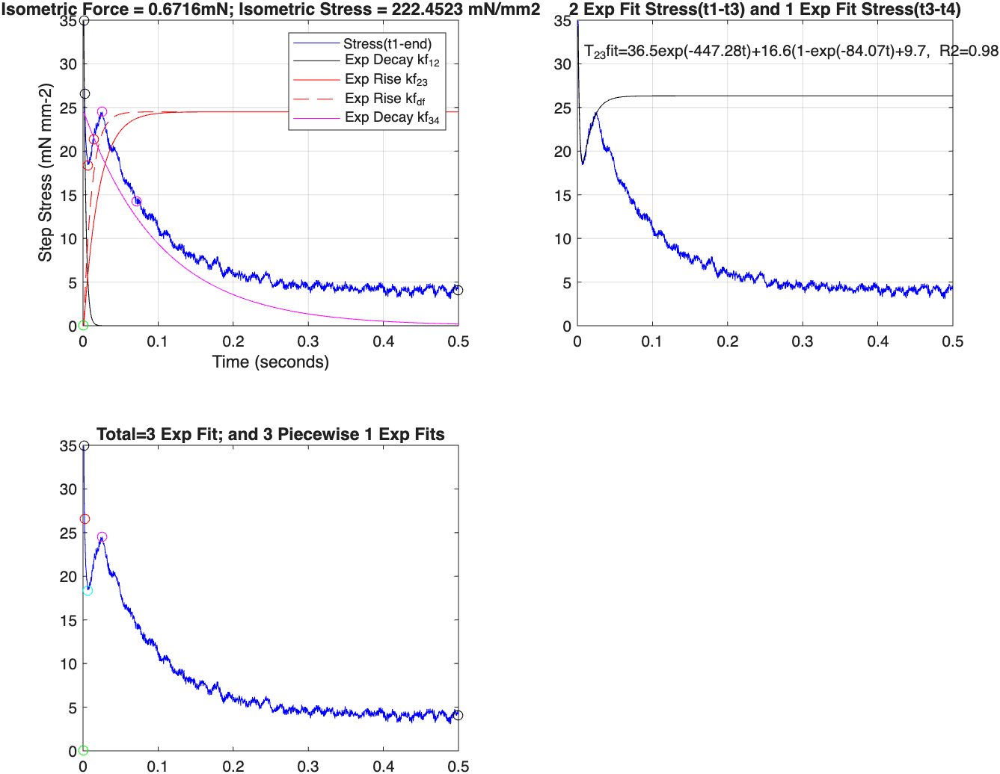 Isometric Force = 0.6716mN; Isometric Stress = 222.4523 mN/mm2
35
30
25
20
15
10
5
0
Step Stress (mN mm-2)
Stress(t1-end)
Exp Decay kf12
Exp Rise kf23
Exp Rise kfdf
Exp Decay kf34
0 0.1 0.2 0.3 0.4 0.5
Time (seconds)
2 Exp Fit Stress(t1-t3) and 1 Exp Fit Stress(t3-t4)
35
T23fit=36.5exp(-447.28t)+16.6(1-exp(-84.07t)+9.7, R2=0.98
30
25
20
15
10
5
0
0 0.1 0.2 0.3 0.4 0.5
Total=3 Exp Fit; and 3 Piecewise 1 Exp Fits
35
30
25
20
15
10
5
0
0 0.1 0.2 0.3 0.4 0.5